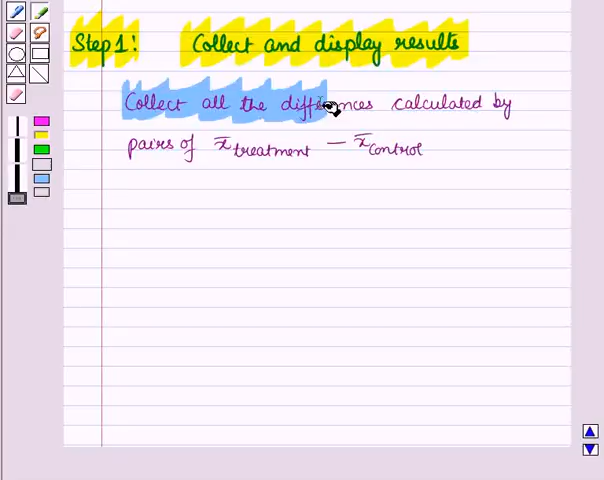 Step 1: Collect and display results
Collect all the differences calculated by
pairs of x̄ treatment — x̄ control